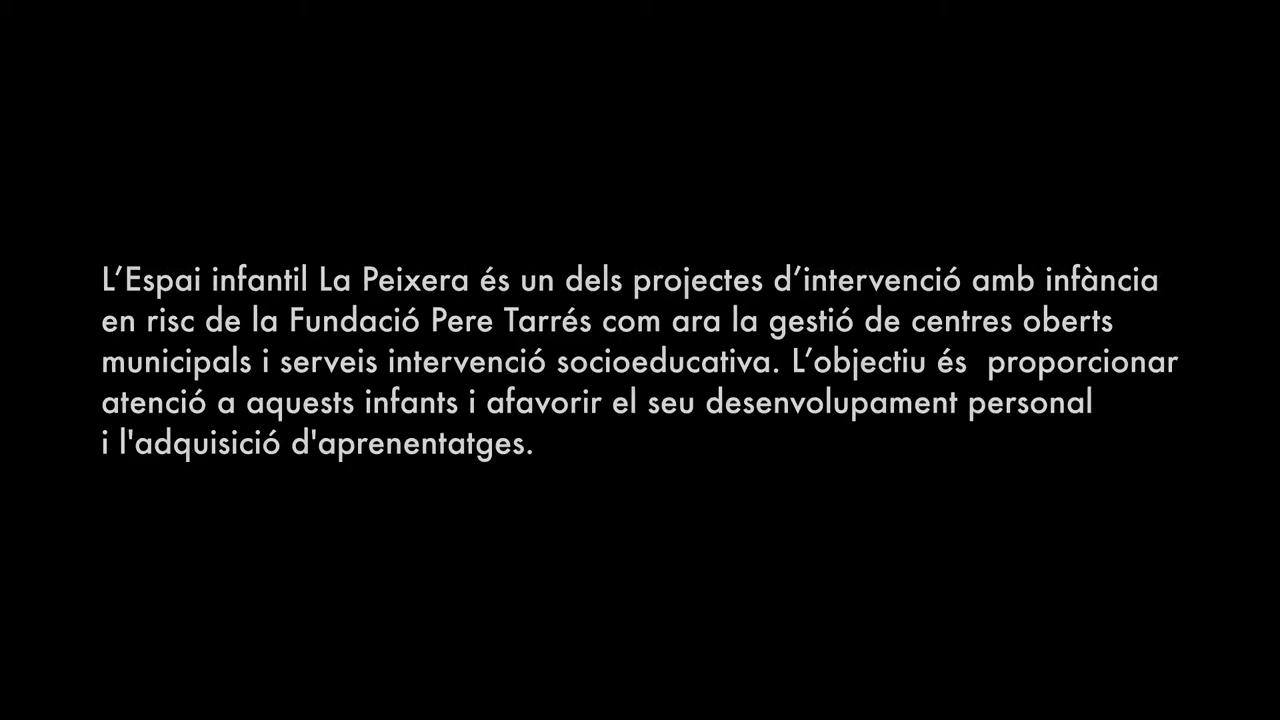 L’Espai infantil La Peixera és un dels projectes d’intervenció amb infància
en risc de la Fundació Pere Tarrés com ara la gestió de centres oberts
municipals i serveis intervenció socioeducativa. L’objectiu és  proporcionar
atenció a aquests infants i afavorir el seu desenvolupament personal
i l'adquisició d'aprenentatges.